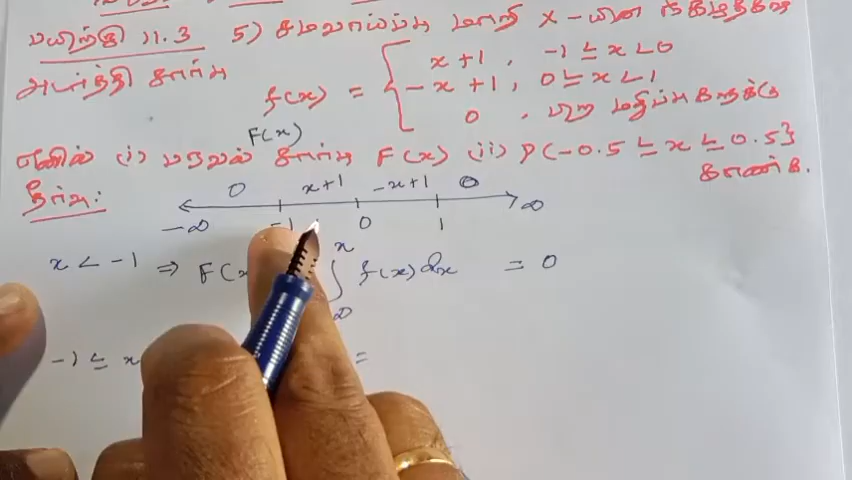 பயிற்சி 11.3 5) சமவாய்ப்பு மாறி X-யின் நிகழ்தகவு
அடர்த்தி சார்பு f(x) = { x+1, -1 ≤ x < 0
-x+1, 0 ≤ x < 1
0, பிற மதிப்புகளுக்கு
F(x)
எனில் (i) பரவல் சார்பு F(x) (ii) P(-0.5 ≤ x ≤ 0.5}
காண்க.
தீர்வு:
0 x+1 -x+1 0
-∞ -1 0 1 ∞
x < -1 ⇒ F(x ∫ x f(x) dx = 0
∞
-1 ≤ x =